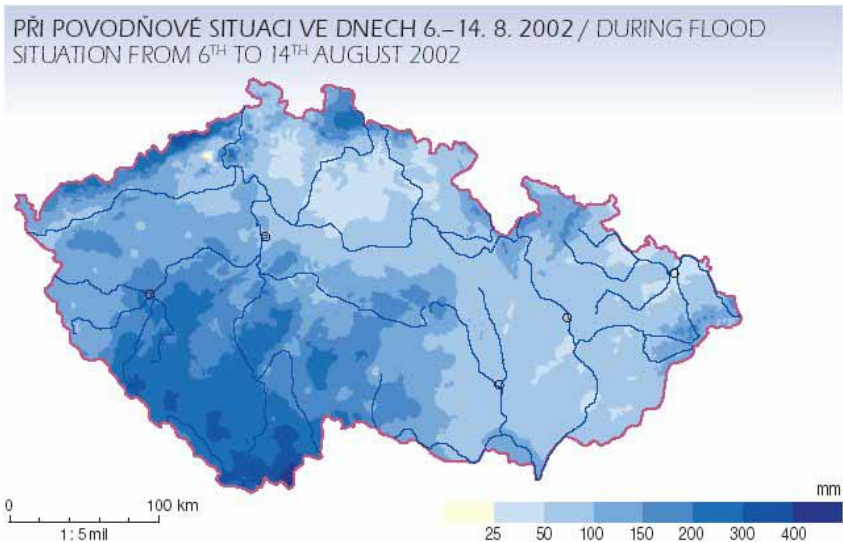 PŘI POVODŇOVÉ SITUACI VE DNECH 6.–14. 8. 2002 / DURING FLOOD
SITUATION FROM 6TH TO 14TH AUGUST 2002
0 100 km
1: 5 mil
mm
25 50 100 150 200 300 400